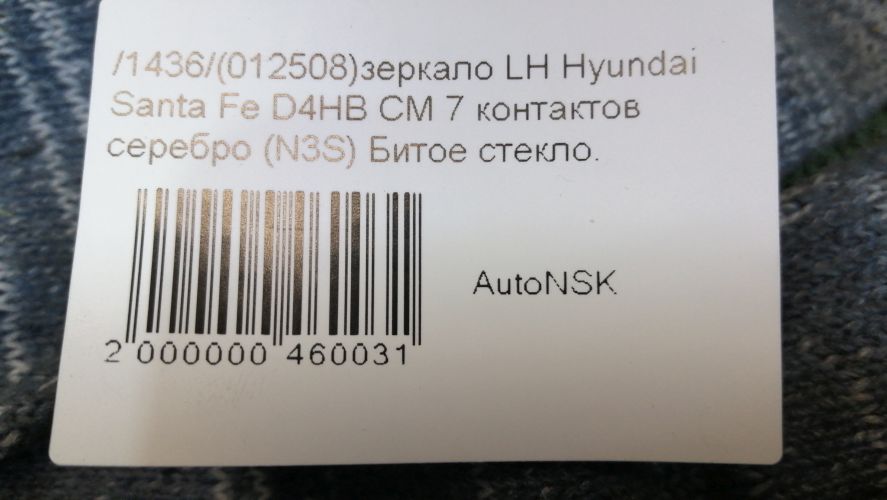 /1436/(012508)зеркало LH Hyundai
Santa Fe D4HB CM 7 контактов
серебро (N3S) Битое стекло.
AutoNSK
2 000000 460031